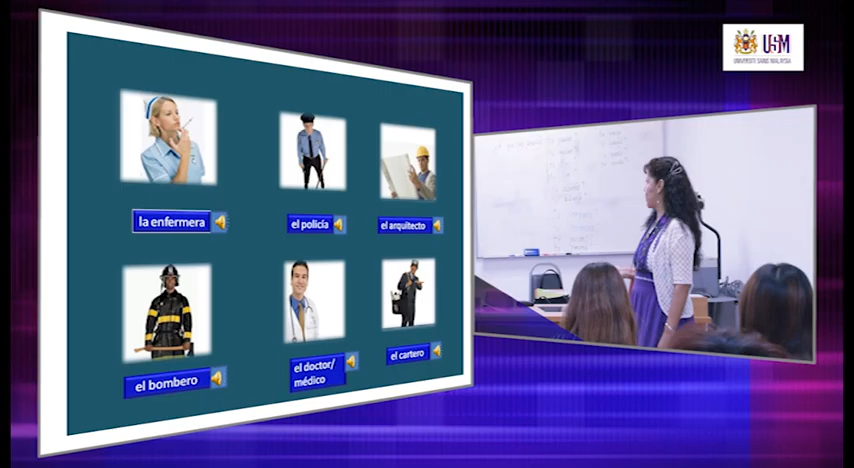 USM
UNIVERSITI SAINS MALAYSIA
la enfermera
el policía
el arquitecto
el bombero
el doctor/
médico
el cartero